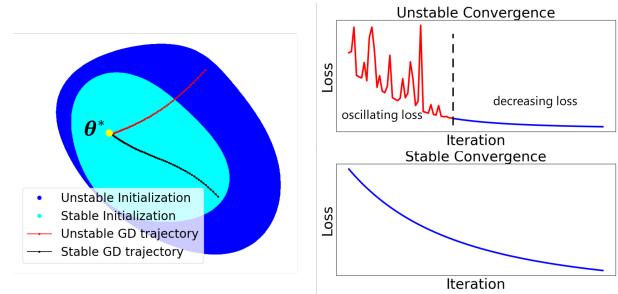 θ*
Unstable Initialization
Stable Initialization
Unstable GD trajectory
Stable GD trajectory
Unstable Convergence
Loss
oscillating loss
decreasing loss
Iteration
Stable Convergence
Loss
Iteration